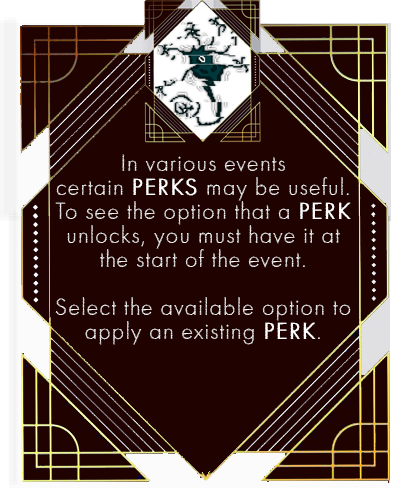 In various events
certain PERKS may be useful.
To see the option that a PERK
unlocks, you must have it at
the start of the event.
Select the available option to
apply an existing PERK.